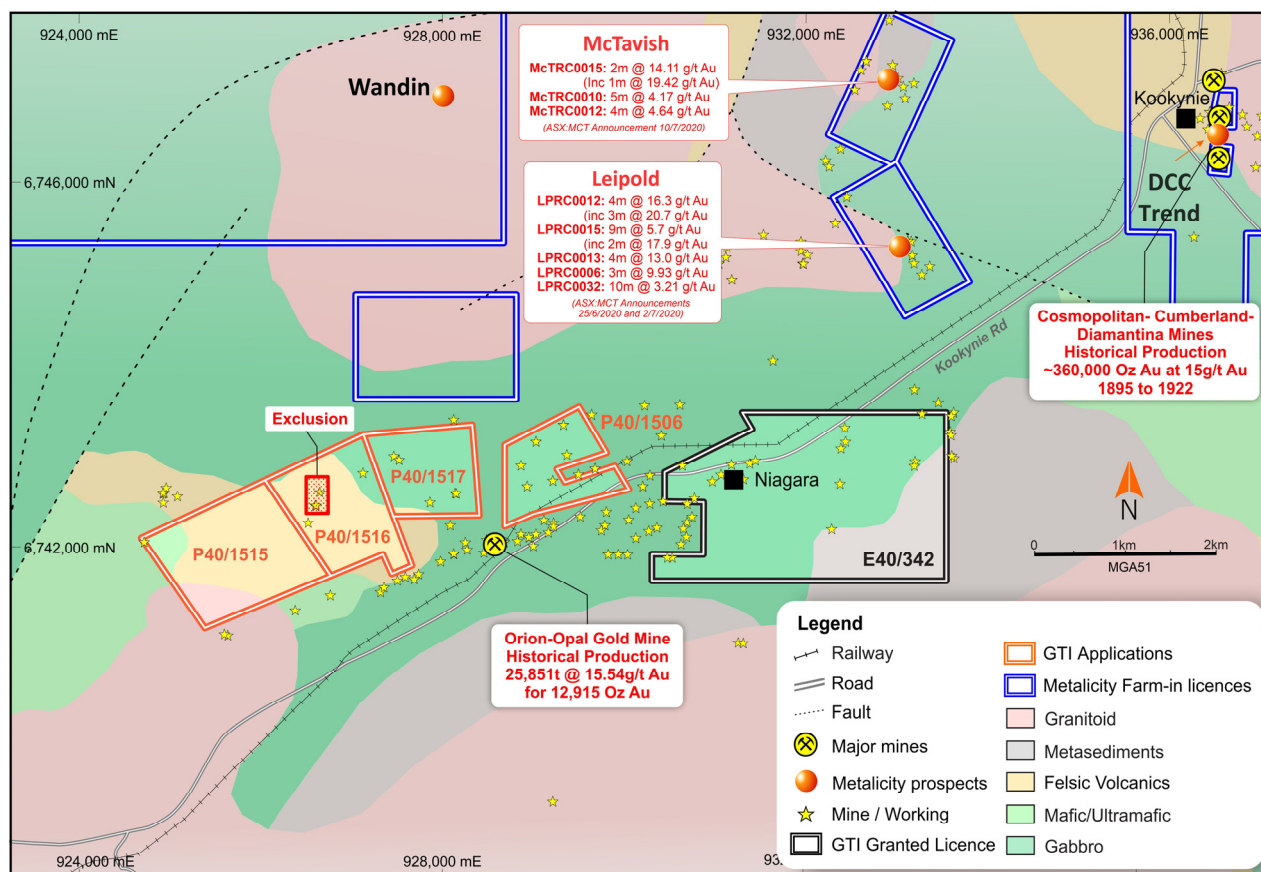 924,000 mE
928,000 mE
932,000 mE
936,000 mE
McTavish
McTRC0015: 2m @ 14.11 g/t Au
(Inc 1m @ 19.42 g/t Au)
McTRC0010: 5m @ 4.17 g/t Au
McTRC0012: 4m @ 4.64 g/t Au
(ASX:MCT Announcement 10/7/2020)
Wandin
Kookynie
6,746,000 mN
Leipold
LPRC0012: 4m @ 16.3 g/t Au
(inc 3m @ 20.7 g/t Au
LPRC0015: 9m @ 5.7 g/t Au
(inc 2m @ 17.9 g/t Au
LPRC0013: 4m @ 13.0 g/t Au
LPRC0006: 3m @ 9.93 g/t Au
LPRC0032: 10m @ 3.21 g/t Au
(ASX:MCT Announcements
25/6/2020 and 2/7/2020)
DCC
Trend
Kookynie Rd
Cosmopolitan- Cumberland-
Diamantina Mines
Historical Production
~360,000 Oz Au at 15g/t Au
1895 to 1922
Exclusion
P40/1506
P40/1517
Niagara
N
6,742,000 mN
P40/1515
P40/1516
E40/342
0 1km 2km
MGA51
Orion-Opal Gold Mine
Historical Production
25,851t @ 15.54g/t Au
for 12,915 Oz Au
Legend
Railway
Road
Fault
Major mines
Metalicity prospects
Mine / Working
GTI Granted Licence
GTI Applications
Metalicity Farm-in licences
Granitoid
Metasediments
Felsic Volcanics
Mafic/Ultramafic
Gabbro
924,000 mE
928,000 mE